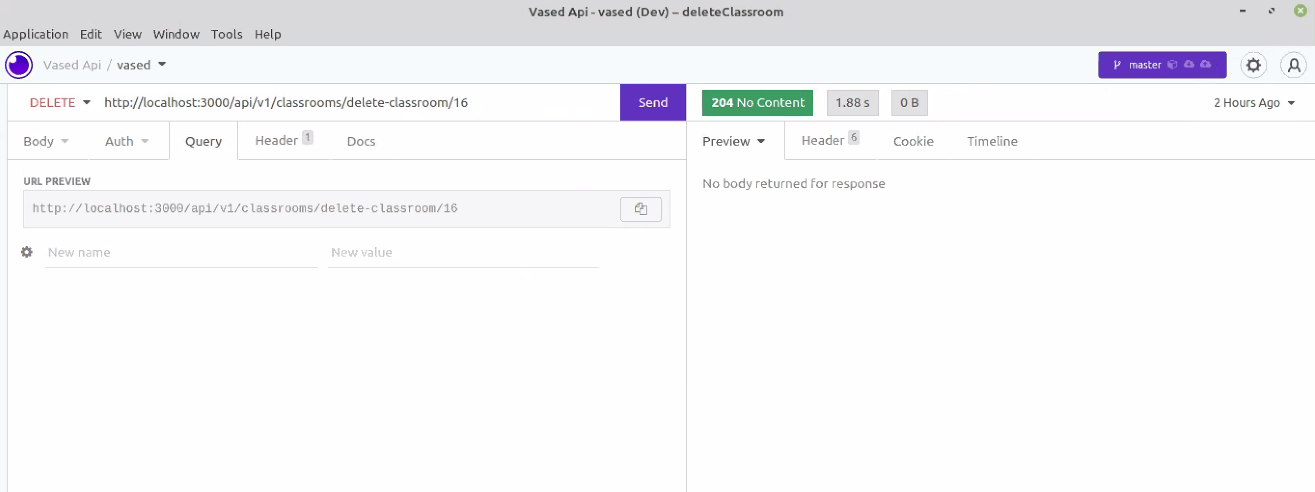 Vased Api - vased (Dev) – deleteClassroom
Application Edit View Window Tools Help
Vased Api / vased master
DELETE http://localhost:3000/api/v1/classrooms/delete-classroom/16 Send 204 No Content 1.88 s 0 B 2 Hours Ago
Body Auth Query Header 1 Docs Preview Header 6 Cookie Timeline
URL PREVIEW
No body returned for response
http://localhost:3000/api/v1/classrooms/delete-classroom/16
New name New value